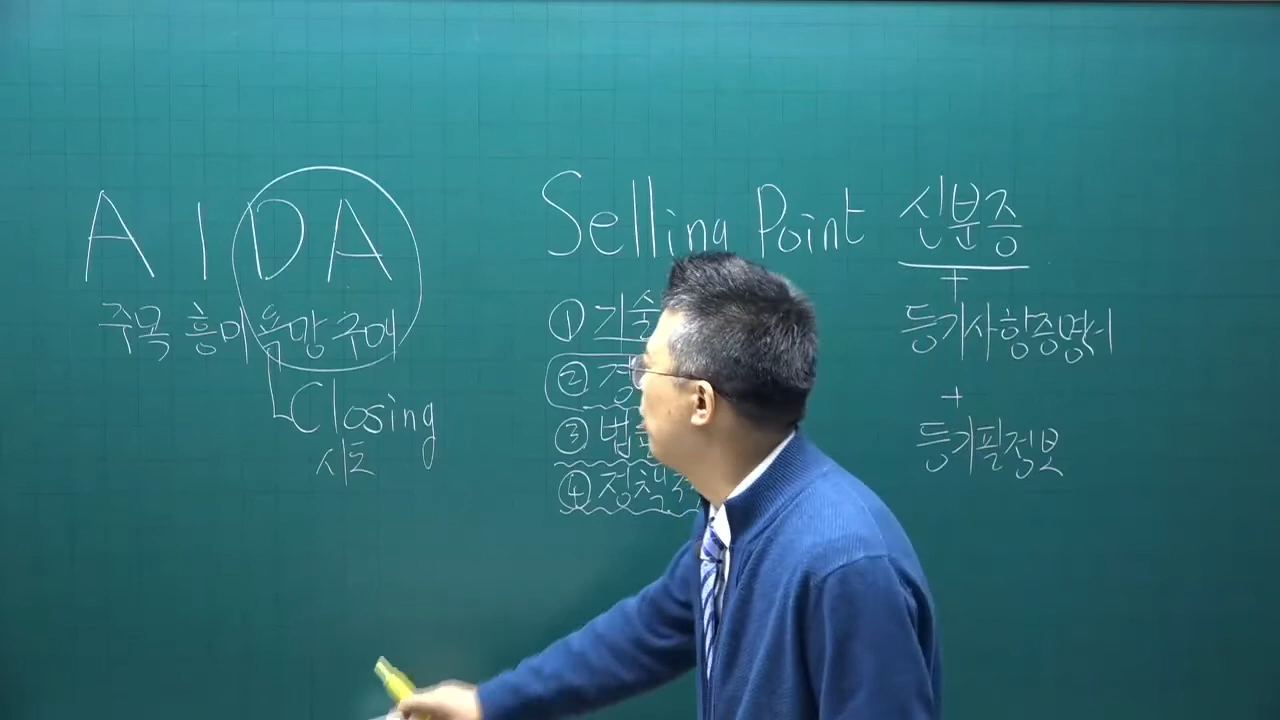 A I D A
주목 흥미 욕망 구매
Closing
시도
Selling Point
① 기술
② 경
③ 법
④ 정책
신분증
+
등기사항증명서
+
등기필정보